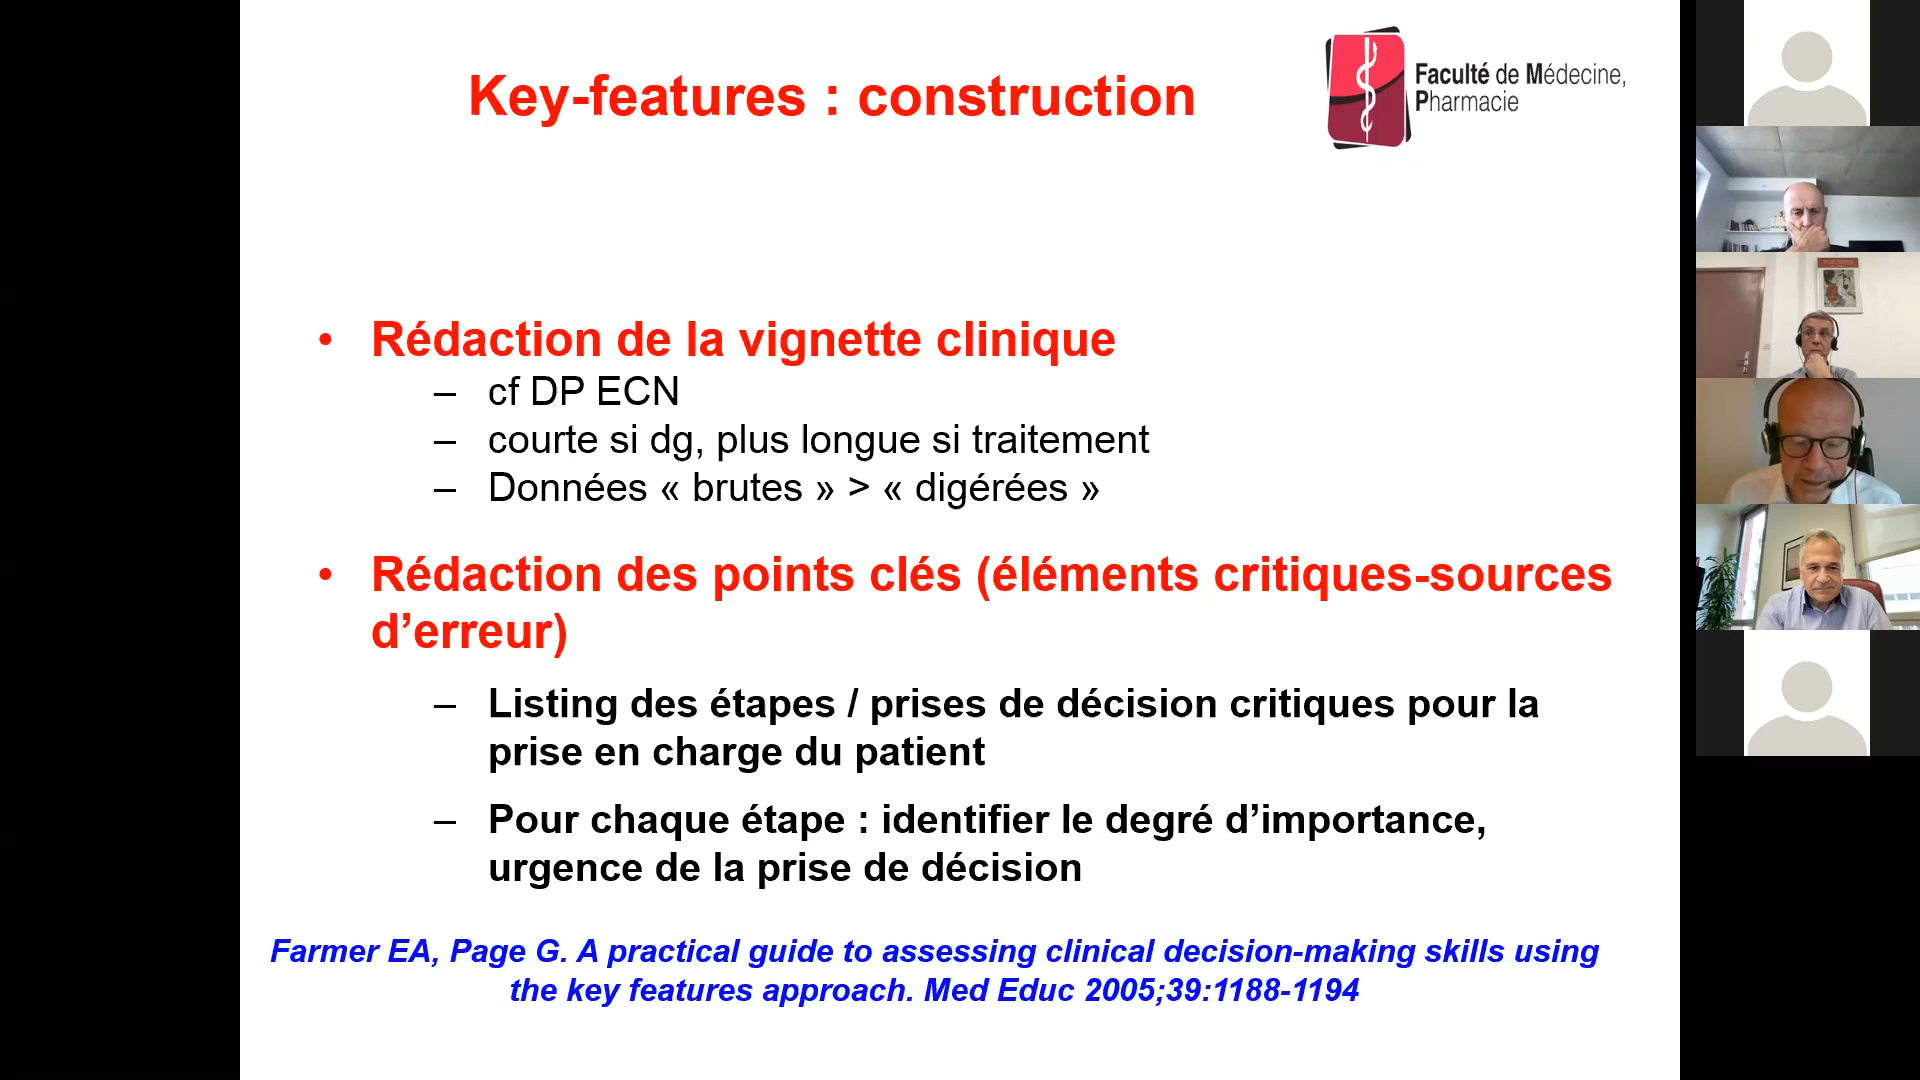 Key-features : construction
Faculté de Médecine,
Pharmacie
• Rédaction de la vignette clinique
– cf DP ECN
– courte si dg, plus longue si traitement
– Données « brutes » > « digérées »
• Rédaction des points clés (éléments critiques-sources
d’erreur)
– Listing des étapes / prises de décision critiques pour la
prise en charge du patient
– Pour chaque étape : identifier le degré d’importance,
urgence de la prise de décision
Farmer EA, Page G. A practical guide to assessing clinical decision-making skills using
the key features approach. Med Educ 2005;39:1188-1194